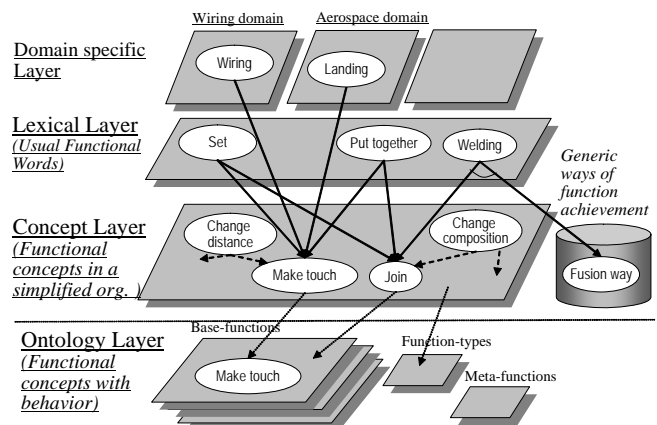 Wiring domain
Aerospace domain
Domain specific
Layer
Wiring
Landing
Lexical Layer
(Usual Functional
Words)
Set
Put together
Welding
Generic
ways of
function
achievement
Concept Layer
(Functional
concepts in a
simplified org. )
Change
distance
Make touch
Join
Change
composition
Fusion way
Ontology Layer
(Functional
concepts with
behavior)
Base-functions
Make touch
Function-types
Meta-functions